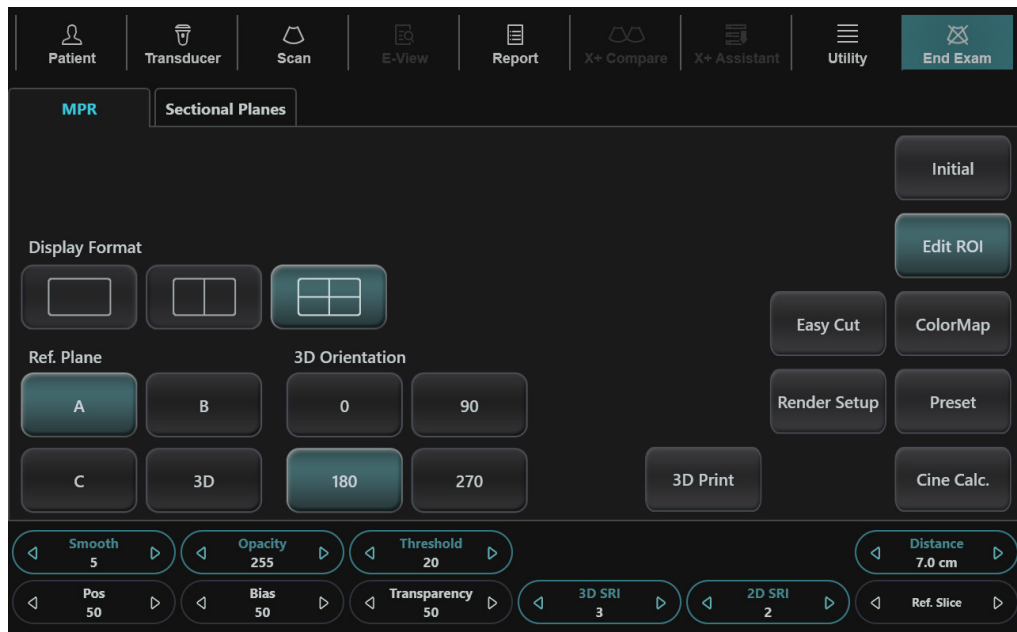 Patient
Transducer
Scan
E-View
Report
X+ Compare
X+ Assistant
Utility
End Exam
MPR
Sectional Planes
Initial
Display Format
Edit ROI
Easy Cut
ColorMap
Ref. Plane
3D Orientation
A
B
0
90
Render Setup
Preset
C
3D
180
270
3D Print
Cine Calc.
Smooth
5
Opacity
255
Threshold
20
Distance
7.0 cm
Pos
50
Bias
50
Transparency
50
3D SRI
3
2D SRI
2
Ref. Slice